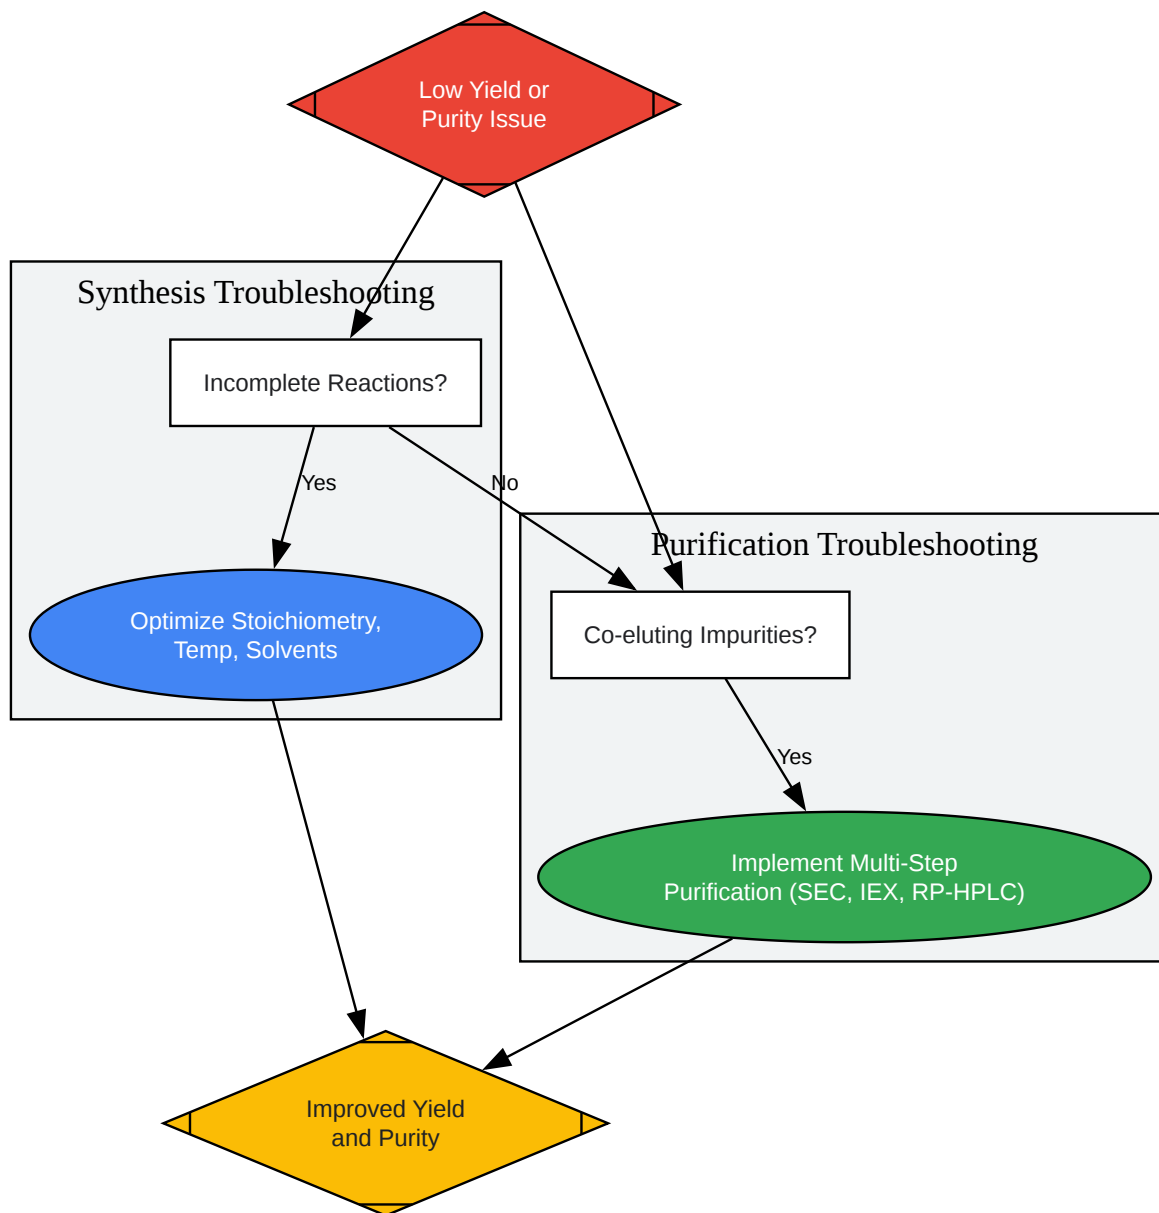 Low Yield or
Purity Issue
Synthesis Troubleshooting
Incomplete Reactions?
Yes
No
Purification Troubleshooting
Optimize Stoichiometry,
Temp, Solvents
Co-eluting Impurities?
Yes
Implement Multi-Step
Purification (SEC, IEX, RP-HPLC)
Improved Yield
and Purity